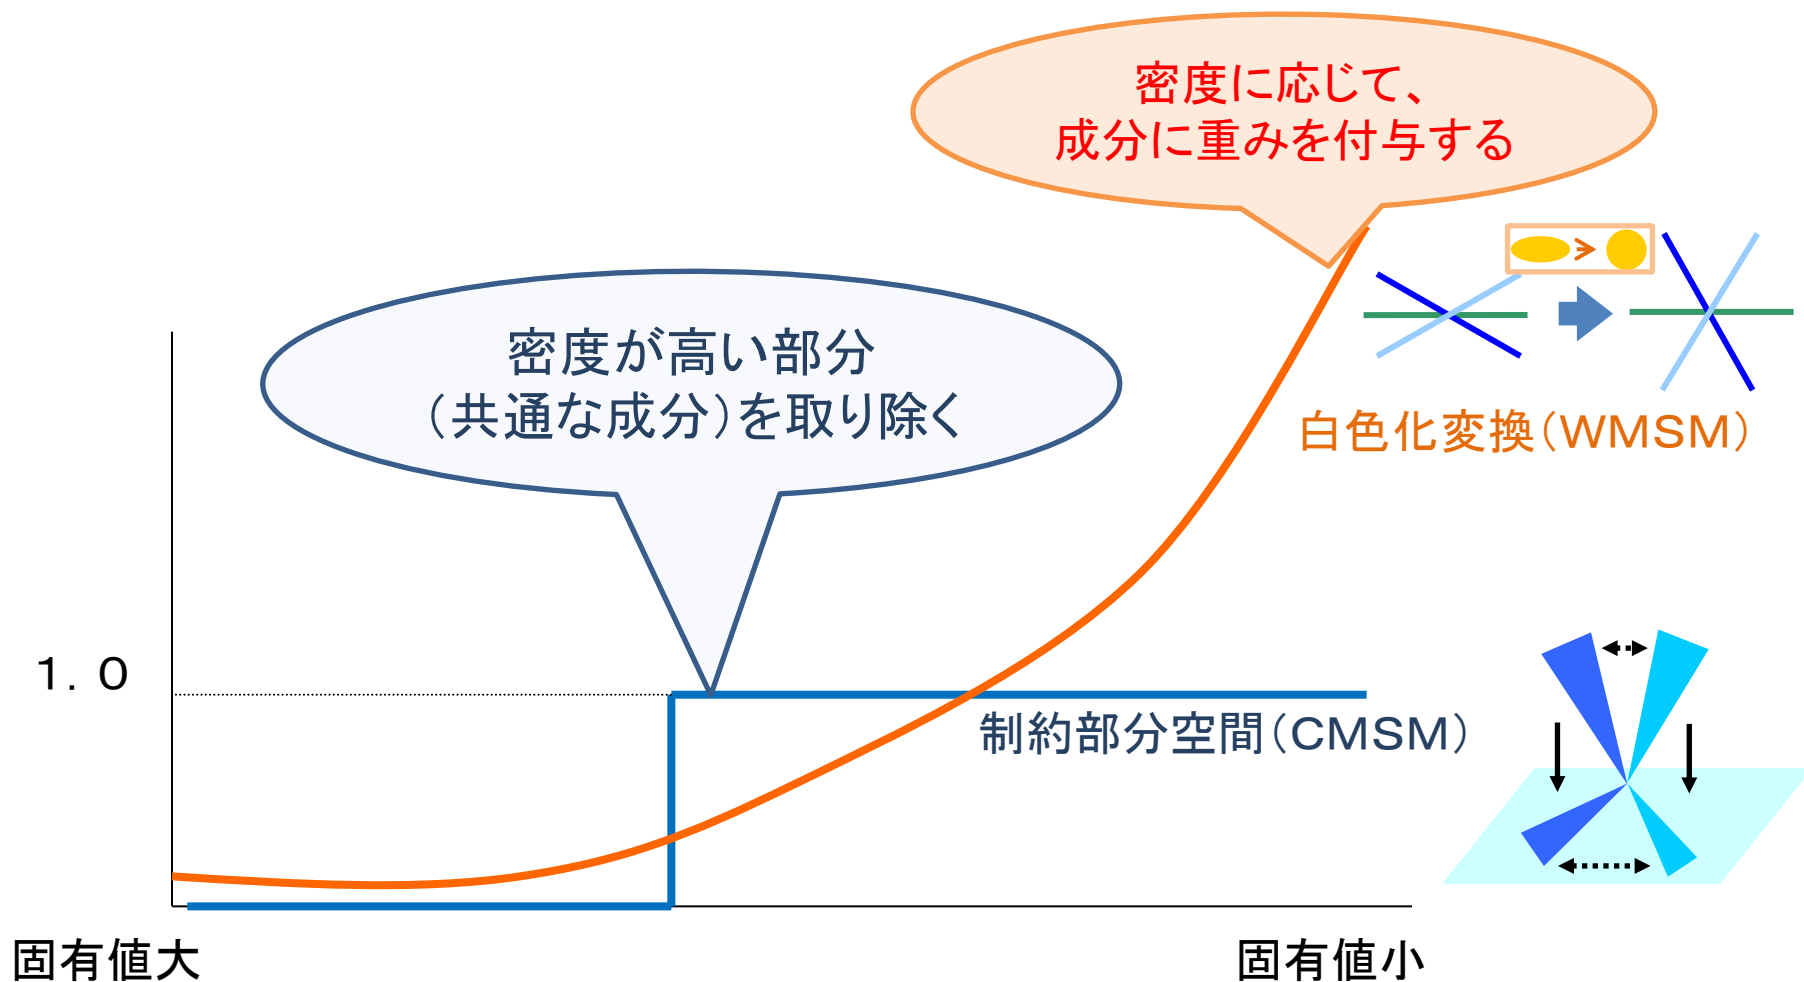 密度に応じて、
成分に重みを付与する
密度が高い部分
（共通な成分）を取り除く
白色化変換（WMSM）
1．0
制約部分空間（CMSM）
固有値大
固有値小